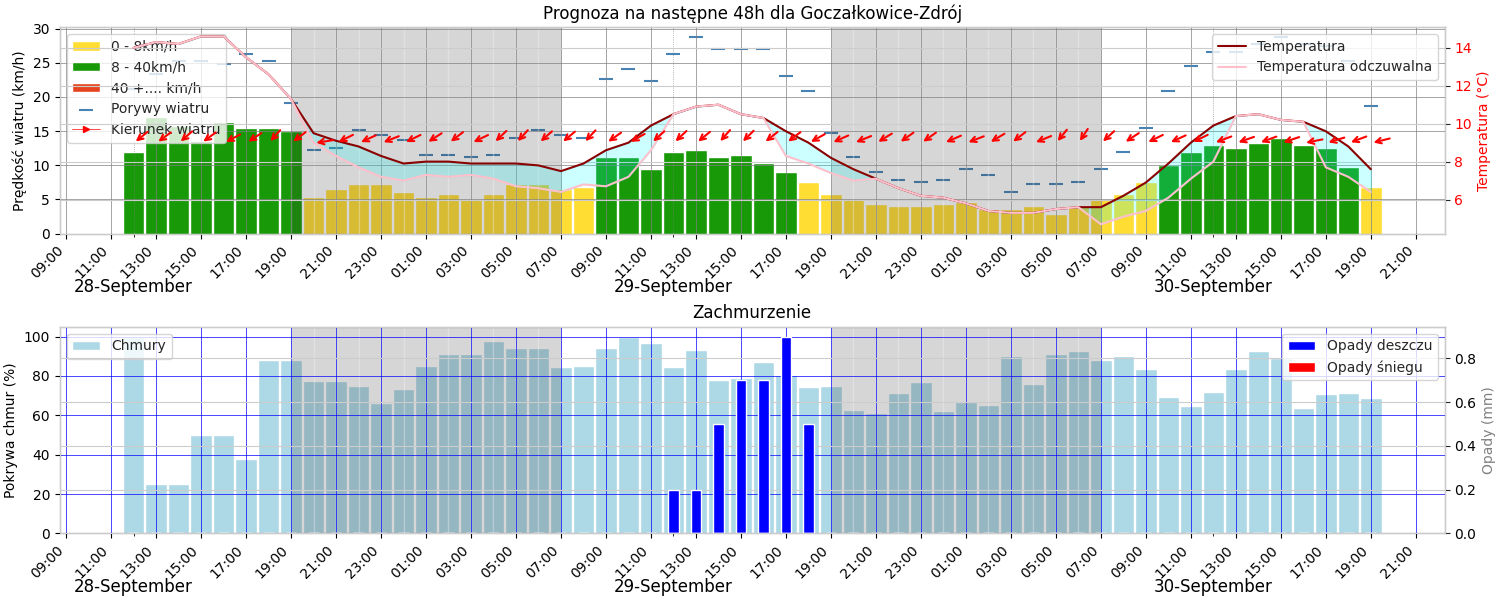 Prognoza na następne 48h dla Goczałkowice-Zdrój
Prędkość wiatru (km/h)
30
25
20
15
10
5
0
0 - 8km/h
8 - 40km/h
40 +.... km/h
Porywy wiatru
Kierunek wiatru
Temperatura
Temperatura odczuwalna
14
12
10
8
6
Temperatura (°C)
09:00 11:00 13:00 15:00 17:00 19:00 21:00 23:00 01:00 03:00 05:00 07:00 09:00 11:00 13:00 15:00 17:00 19:00 21:00 23:00 01:00 03:00 05:00 07:00 09:00 11:00 13:00 15:00 17:00 19:00 21:00
28-September 29-September 30-September
Zachmurzenie
Pokrywa chmur (%)
100
80
60
40
20
0
Chmury
Opady deszczu
Opady śniegu
0.8
0.6
0.4
0.2
0.0
Opady (mm)
09:00 11:00 13:00 15:00 17:00 19:00 21:00 23:00 01:00 03:00 05:00 07:00 09:00 11:00 13:00 15:00 17:00 19:00 21:00 23:00 01:00 03:00 05:00 07:00 09:00 11:00 13:00 15:00 17:00 19:00 21:00
28-September 29-September 30-September